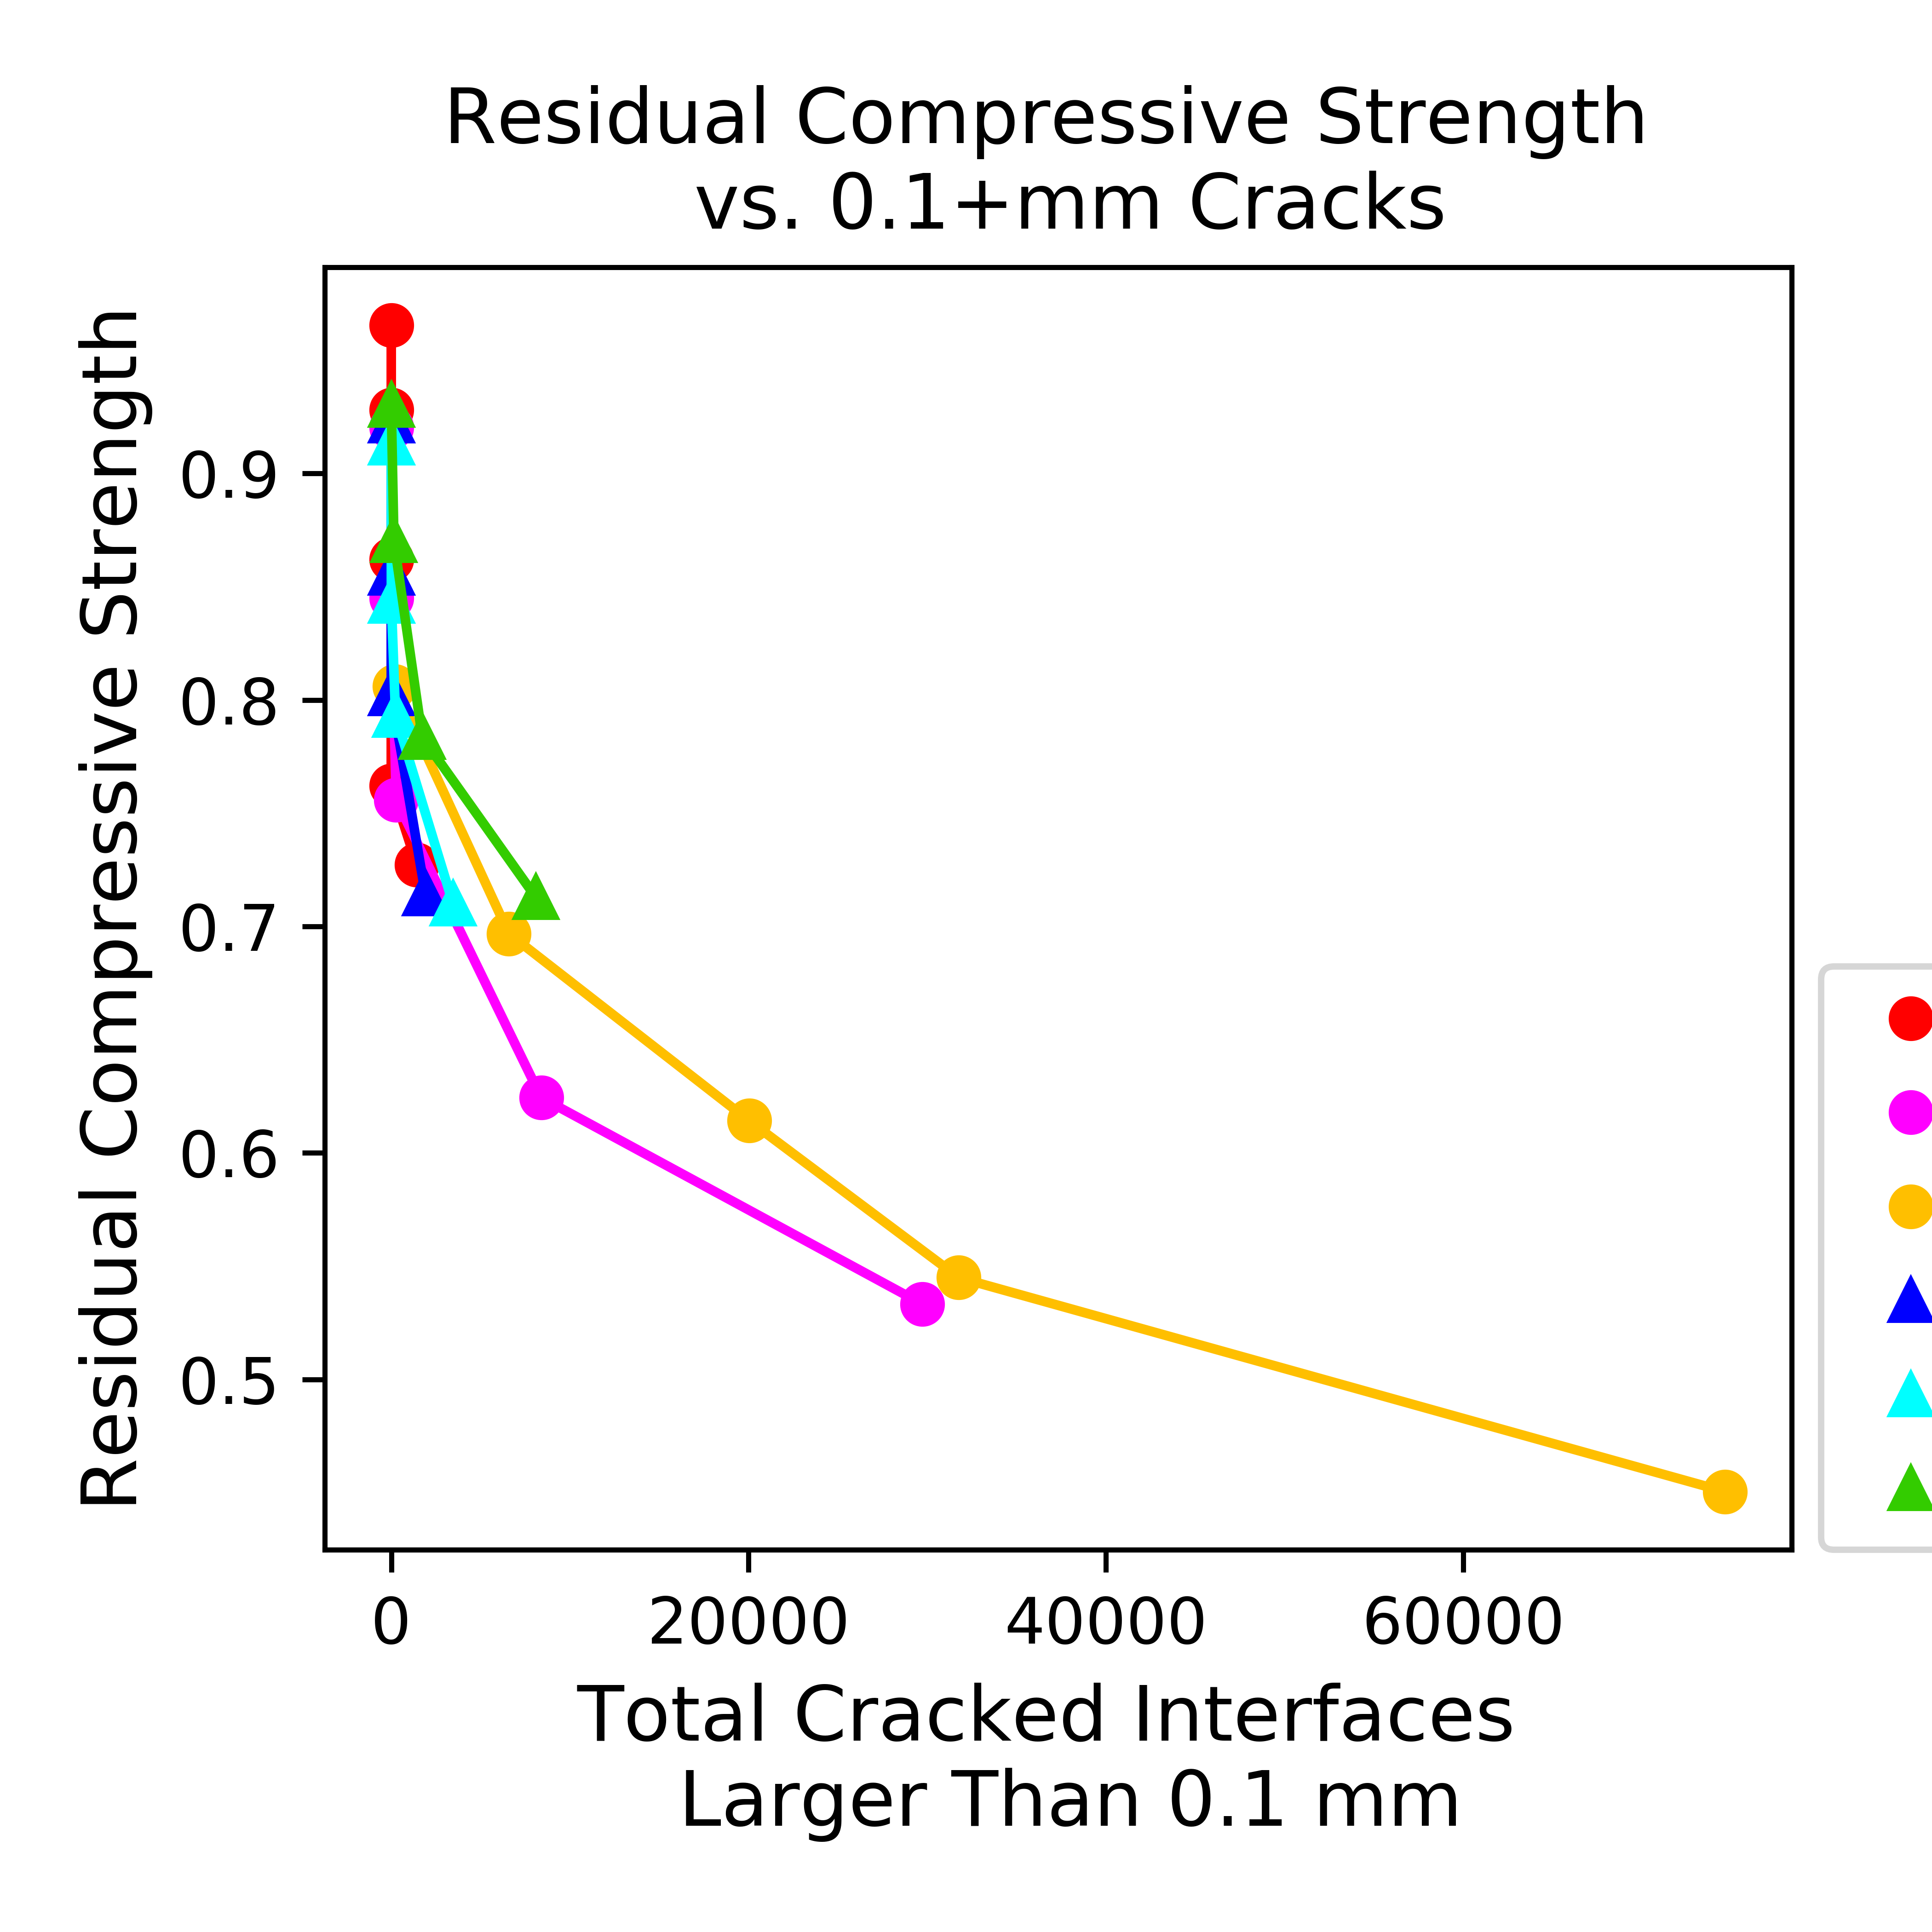 Residual Compressive Strength
vs. 0.1+mm Cracks
Residual Compressive Strength
0.9
0.8
0.7
0.6
0.5
0
20000
40000
60000
Total Cracked Interfaces
Larger Than 0.1 mm